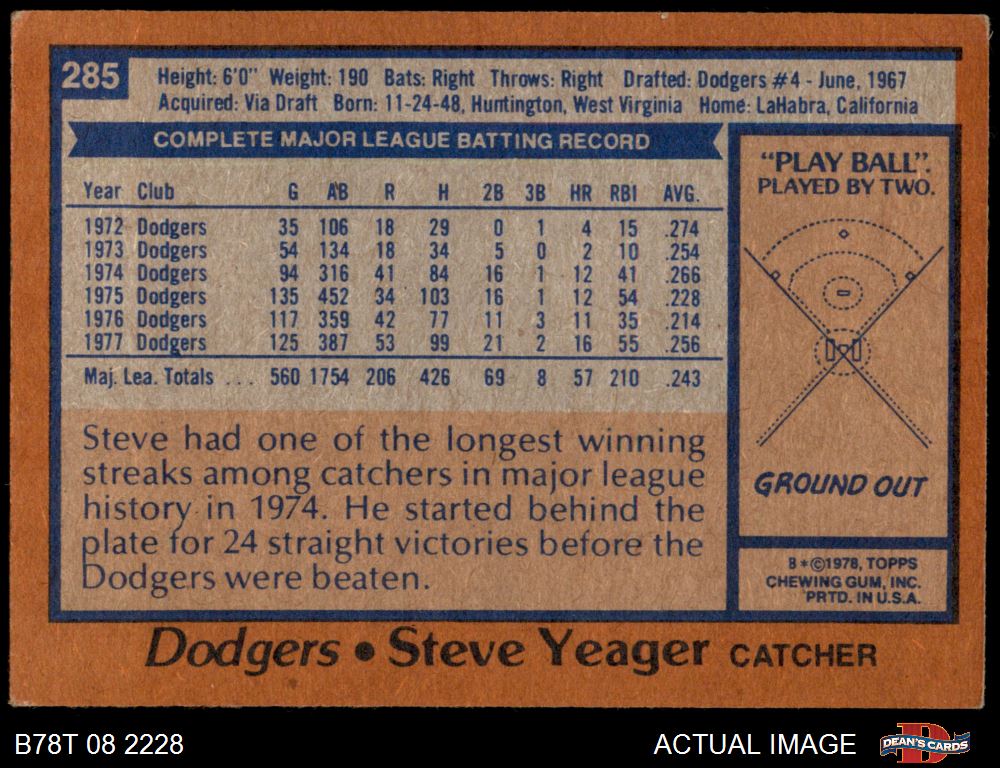 285
Height: 6'0" Weight: 190 Bats: Right Throws: Right Drafted: Dodgers #4 - June, 1967
Acquired: Via Draft Born: 11-24-48, Huntington, West Virginia Home: LaHabra, California
COMPLETE MAJOR LEAGUE BATTING RECORD
Year Club G AB R H 2B 3B HR RBI AVG.
1972 Dodgers 35 106 18 29 0 1 4 15 .274
1973 Dodgers 54 134 18 34 5 0 2 10 .254
1974 Dodgers 94 316 41 84 16 1 12 41 .266
1975 Dodgers 135 452 34 103 16 1 12 54 .228
1976 Dodgers 117 359 42 77 11 3 11 35 .214
1977 Dodgers 125 387 53 99 21 2 16 55 .256
Maj. Lea. Totals ... 560 1754 206 426 69 8 57 210 .243
Steve had one of the longest winning
streaks among catchers in major league
history in 1974. He started behind the
plate for 24 straight victories before the
Dodgers were beaten.
"PLAY BALL".
PLAYED BY TWO.
GROUND OUT
8*©1978, TOPPS
CHEWING GUM, INC.
PRTD. IN U.S.A.
Dodgers • Steve Yeager CATCHER
B78T 08 2228
ACTUAL IMAGE
DEAN'S CARDS